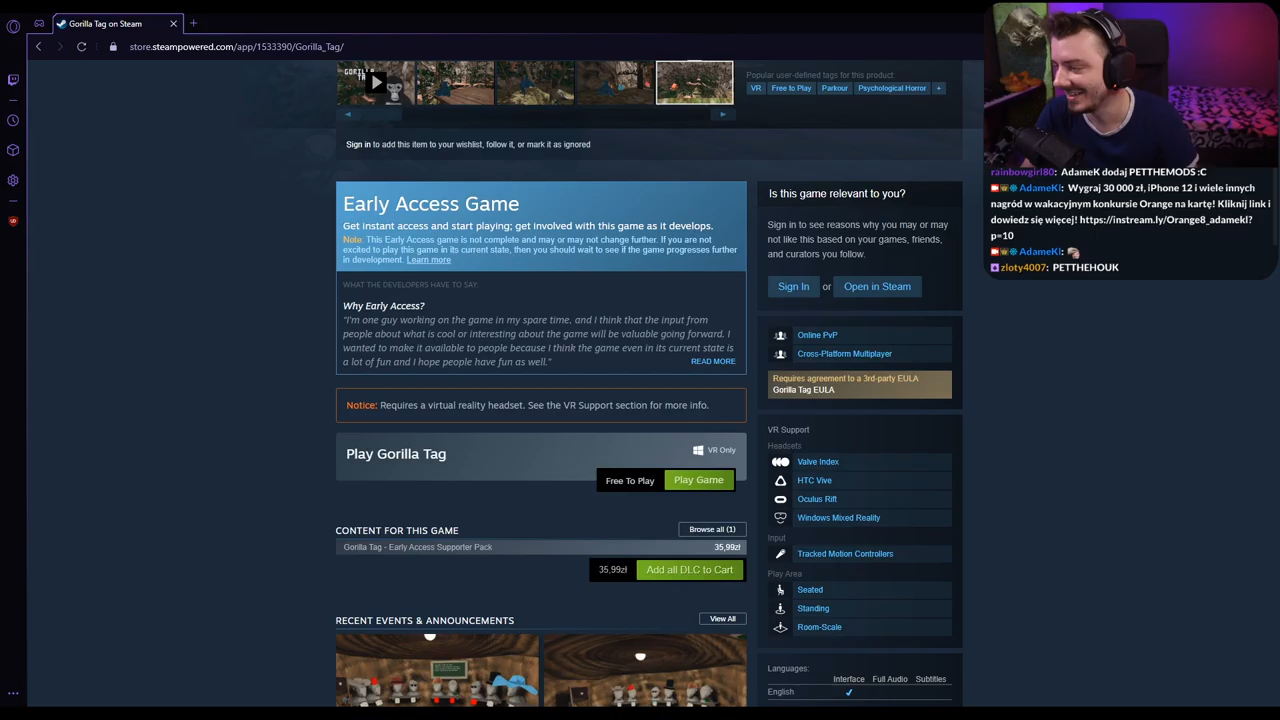 Gorilla Tag on Steam
store.steampowered.com/app/1533390/Gorilla_Tag/
GORILLA
Popular user-defined tags for this product:
VR Free to Play Parkour Psychological Horror +
Sign in to add this item to your wishlist, follow it, or mark it as ignored
Early Access Game
Get instant access and start playing; get involved with this game as it develops.
Note: This Early Access game is not complete and may or may not change further. If you are not
excited to play this game in its current state, then you should wait to see if the game progresses further
in development. Learn more
WHAT THE DEVELOPERS HAVE TO SAY:
Why Early Access?
“I'm one guy working on the game in my spare time, and I think that the input from
people about what is cool or interesting about the game will be valuable going forward. I
wanted to make it available to people because I think the game even in its current state is
a lot of fun and I hope people have fun as well.”
READ MORE
Notice: Requires a virtual reality headset. See the VR Support section for more info.
Play Gorilla Tag
VR Only
Free To Play Play Game
CONTENT FOR THIS GAME
Browse all (1)
Gorilla Tag - Early Access Supporter Pack 35,99zł
35,99zł Add all DLC to Cart
RECENT EVENTS & ANNOUNCEMENTS
View All
Is this game relevant to you?
Sign in to see reasons why you may or may
not like this based on your games, friends,
and curators you follow.
Sign In or Open in Steam
Online PvP
Cross-Platform Multiplayer
Requires agreement to a 3rd-party EULA
Gorilla Tag EULA
VR Support
Headsets
Valve Index
HTC Vive
Oculus Rift
Windows Mixed Reality
Input
Tracked Motion Controllers
Play Area
Seated
Standing
Room-Scale
Languages:
Interface Full Audio Subtitles
English ✔
rainbowgirl80: AdameK dodaj PETTHEMODS :C
AdameKl: Wygraj 30 000 zł, iPhone 12 i wiele innych
nagród w wakacyjnym konkursie Orange na kartę! Kliknij link i
dowiedz się więcej! https://instream.ly/Orange8_adamekl?
p=10
AdameKl:
zloty4007: PETTHEHOUK